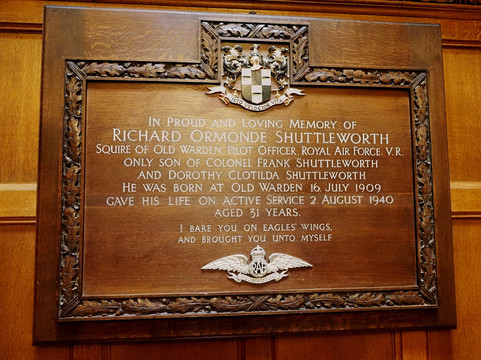 IN PROUD AND LOVING MEMORY OF
RICHARD ORMONDE SHUTTLEWORTH
SQUIRE OF OLD WARDEN. PILOT OFFICER, ROYAL AIR FORCE. V.R.
ONLY SON OF COLONEL FRANK SHUTTLEWORTH
AND DOROTHY CLOTILDA SHUTTLEWORTH
HE WAS BORN AT OLD WARDEN 16 JULY 1909
GAVE HIS LIFE ON ACTIVE SERVICE 2 AUGUST 1940
AGED 31 YEARS.
I BARE YOU ON EAGLES' WINGS,
AND BROUGHT YOU UNTO MYSELF
RAF